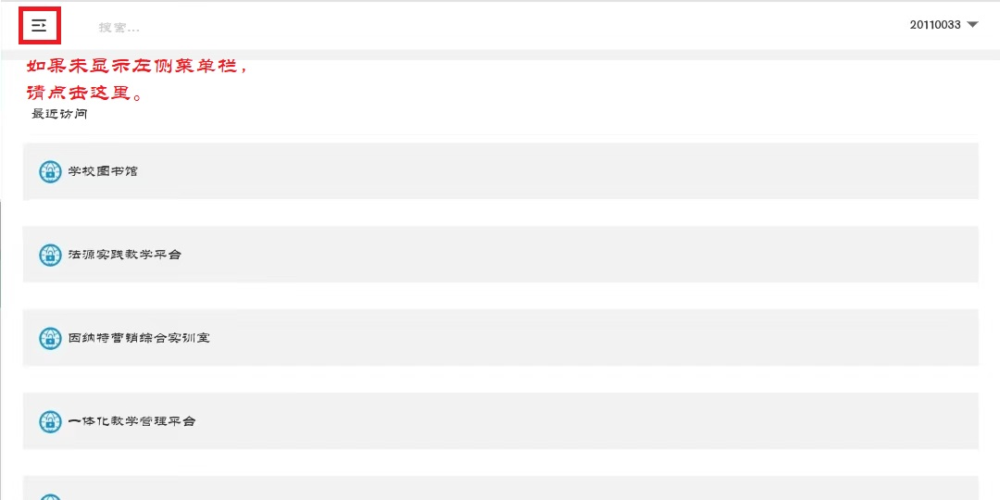 搜索...
20110033
如果未显示左侧菜单栏，
请点击这里。
最近访问
学校图书馆
法源实践教学平台
因纳特营销综合实训室
一体化教学管理平台